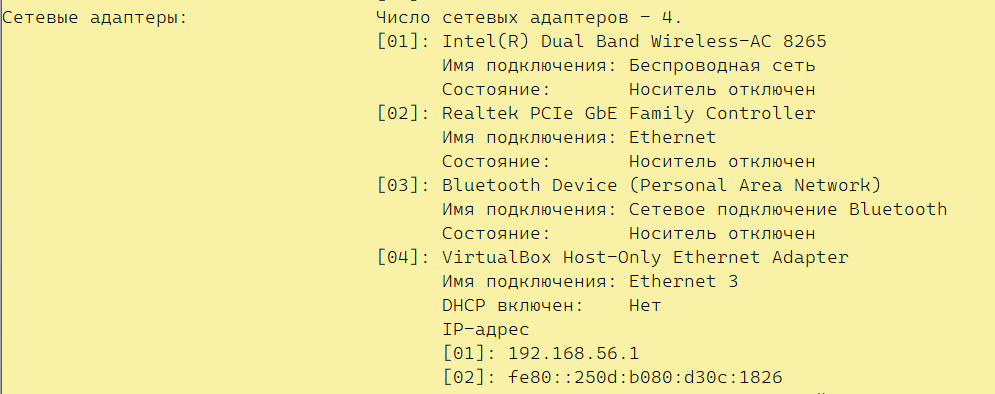 Сетевые адаптеры: Число сетевых адаптеров - 4.
[01]: Intel(R) Dual Band Wireless-AC 8265
Имя подключения: Беспроводная сеть
Состояние: Носитель отключен
[02]: Realtek PCIe GbE Family Controller
Имя подключения: Ethernet
Состояние: Носитель отключен
[03]: Bluetooth Device (Personal Area Network)
Имя подключения: Сетевое подключение Bluetooth
Состояние: Носитель отключен
[04]: VirtualBox Host-Only Ethernet Adapter
Имя подключения: Ethernet 3
DHCP включен: Нет
IP-адрес
[01]: 192.168.56.1
[02]: fe80::250d:b080:d30c:1826